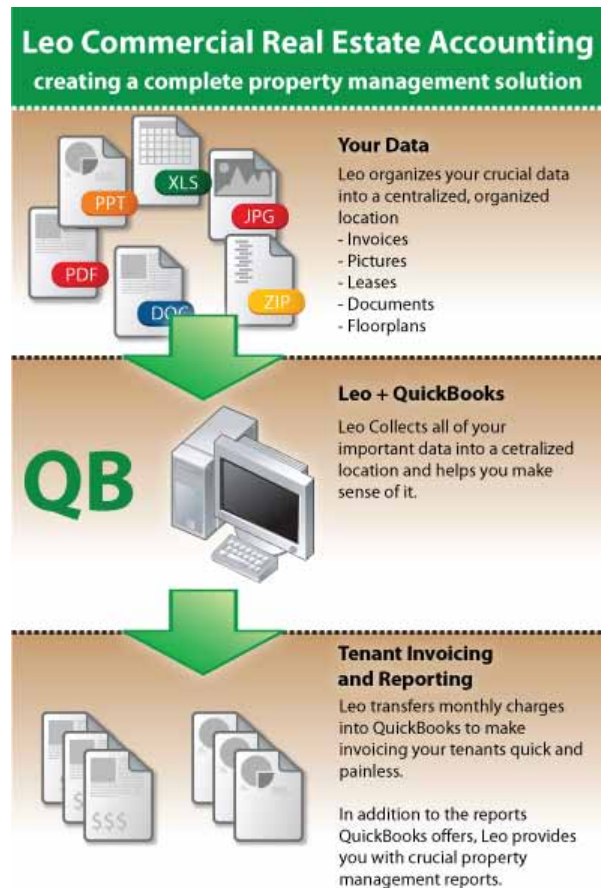 Leo Commercial Real Estate Accounting
creating a complete property management solution
PPT
XLS
JPG
PDF
DOC
ZIP
Your Data
Leo organizes your crucial data
into a centralized, organized
location
- Invoices
- Pictures
- Leases
- Documents
- Floorplans
QB
Leo + QuickBooks
Leo Collects all of your
important data into a cetralized
location and helps you make
sense of it.
Tenant Invoicing
and Reporting
Leo transfers monthly charges
into QuickBooks to make
invoicing your tenants quick and
painless.
In addition to the reports
QuickBooks offers, Leo provides
you with crucial property
management reports.
$$$